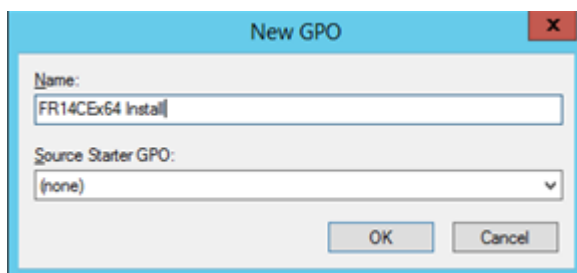 New GPO
x
Name:
FR14CEx64 Install
Source Starter GPO:
(none)
OK
Cancel